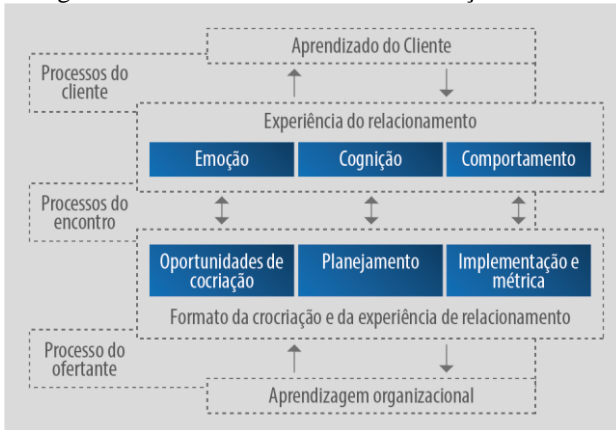 Aprendizado do Cliente
Processos do
cliente
Experiência do relacionamento
Emoção
Cognição
Comportamento
Processos do
encontro
Oportunidades de
cocriação
Planejamento
Implementação e
métrica
Formato da crocriação e da experiência de relacionamento
Processo do
ofertante
Aprendizagem organizacional